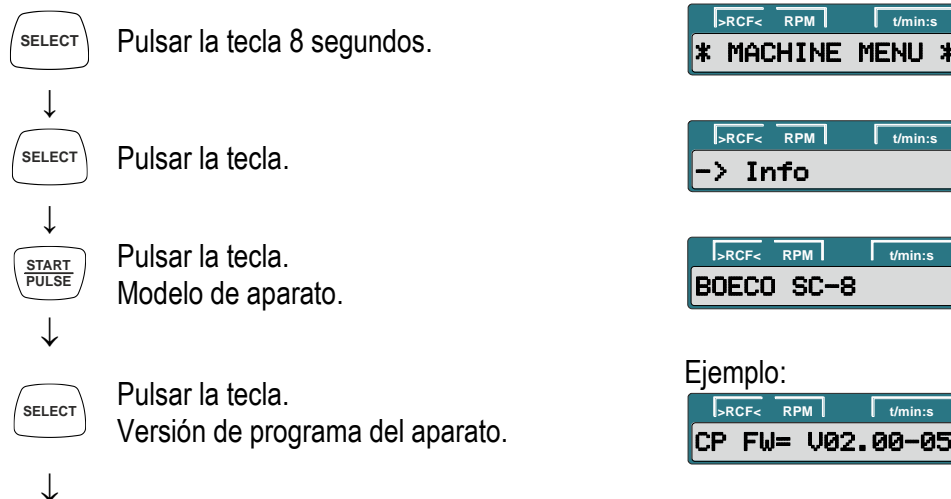 SELECT
Pulsar la tecla 8 segundos.
>RCF< RPM t/min:s
* MACHINE MENU *
↓
SELECT
Pulsar la tecla.
>RCF< RPM t/min:s
-> Info
↓
START
PULSE
Pulsar la tecla.
Modelo de aparato.
>RCF< RPM t/min:s
BOECO SC-8
↓
SELECT
Pulsar la tecla.
Versión de programa del aparato.
Ejemplo:
>RCF< RPM t/min:s
CP FW= V02.00-05
↓